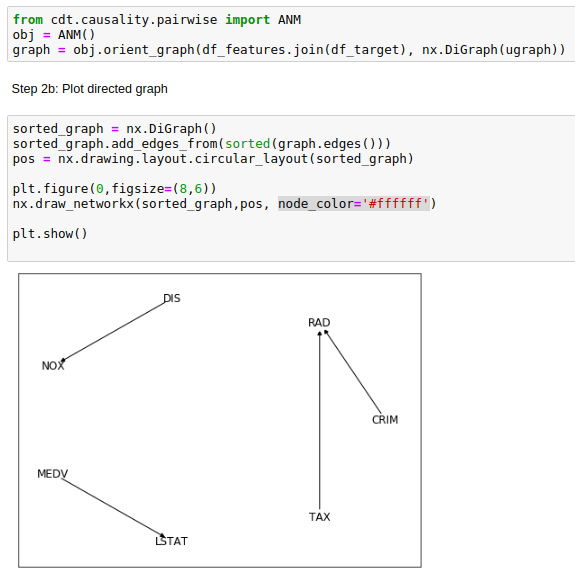 from cdt.causality.pairwise import ANM
obj = ANM()
graph = obj.orient_graph(df_features.join(df_target), nx.DiGraph(ugraph))
Step 2b: Plot directed graph
sorted_graph = nx.DiGraph()
sorted_graph.add_edges_from(sorted(graph.edges()))
pos = nx.drawing.layout.circular_layout(sorted_graph)
plt.figure(0,figsize=(8,6))
nx.draw_networkx(sorted_graph,pos, node_color='#ffffff')
plt.show()
DIS
RAD
NOX
CRIM
MEDV
TAX
LSTAT